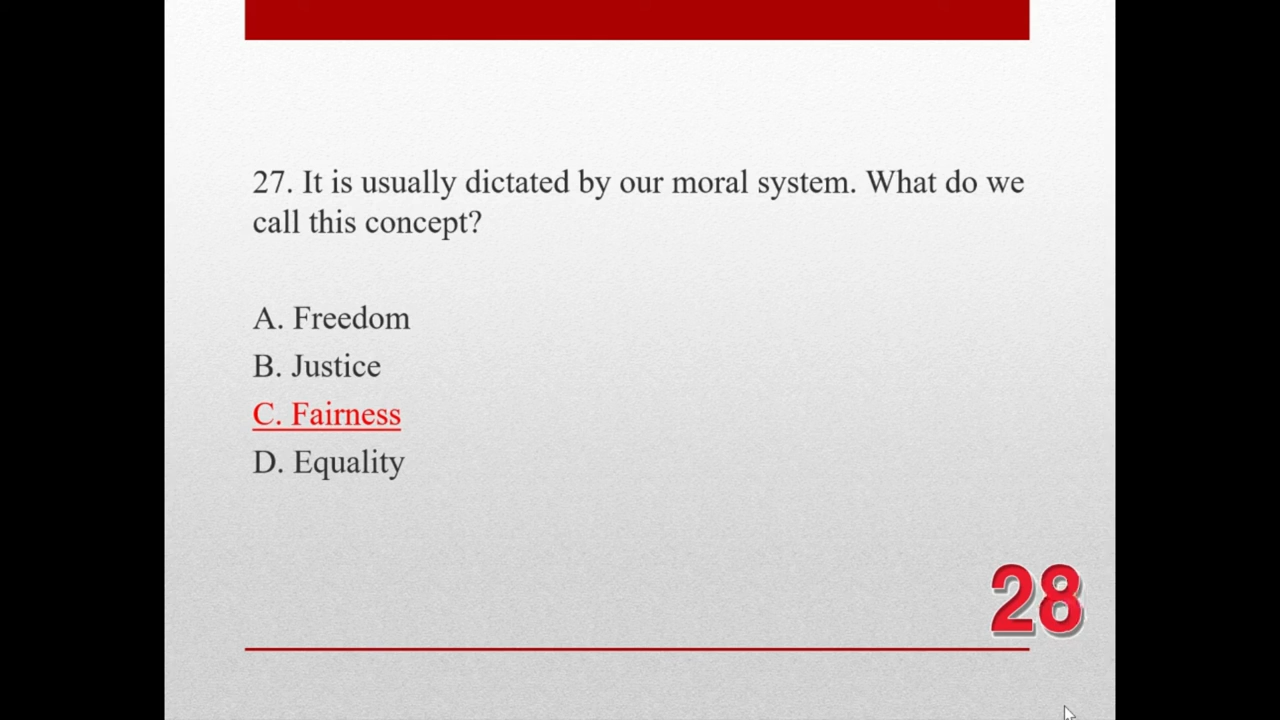 27. It is usually dictated by our moral system. What do we
call this concept?
A. Freedom
B. Justice
C. Fairness
D. Equality
28